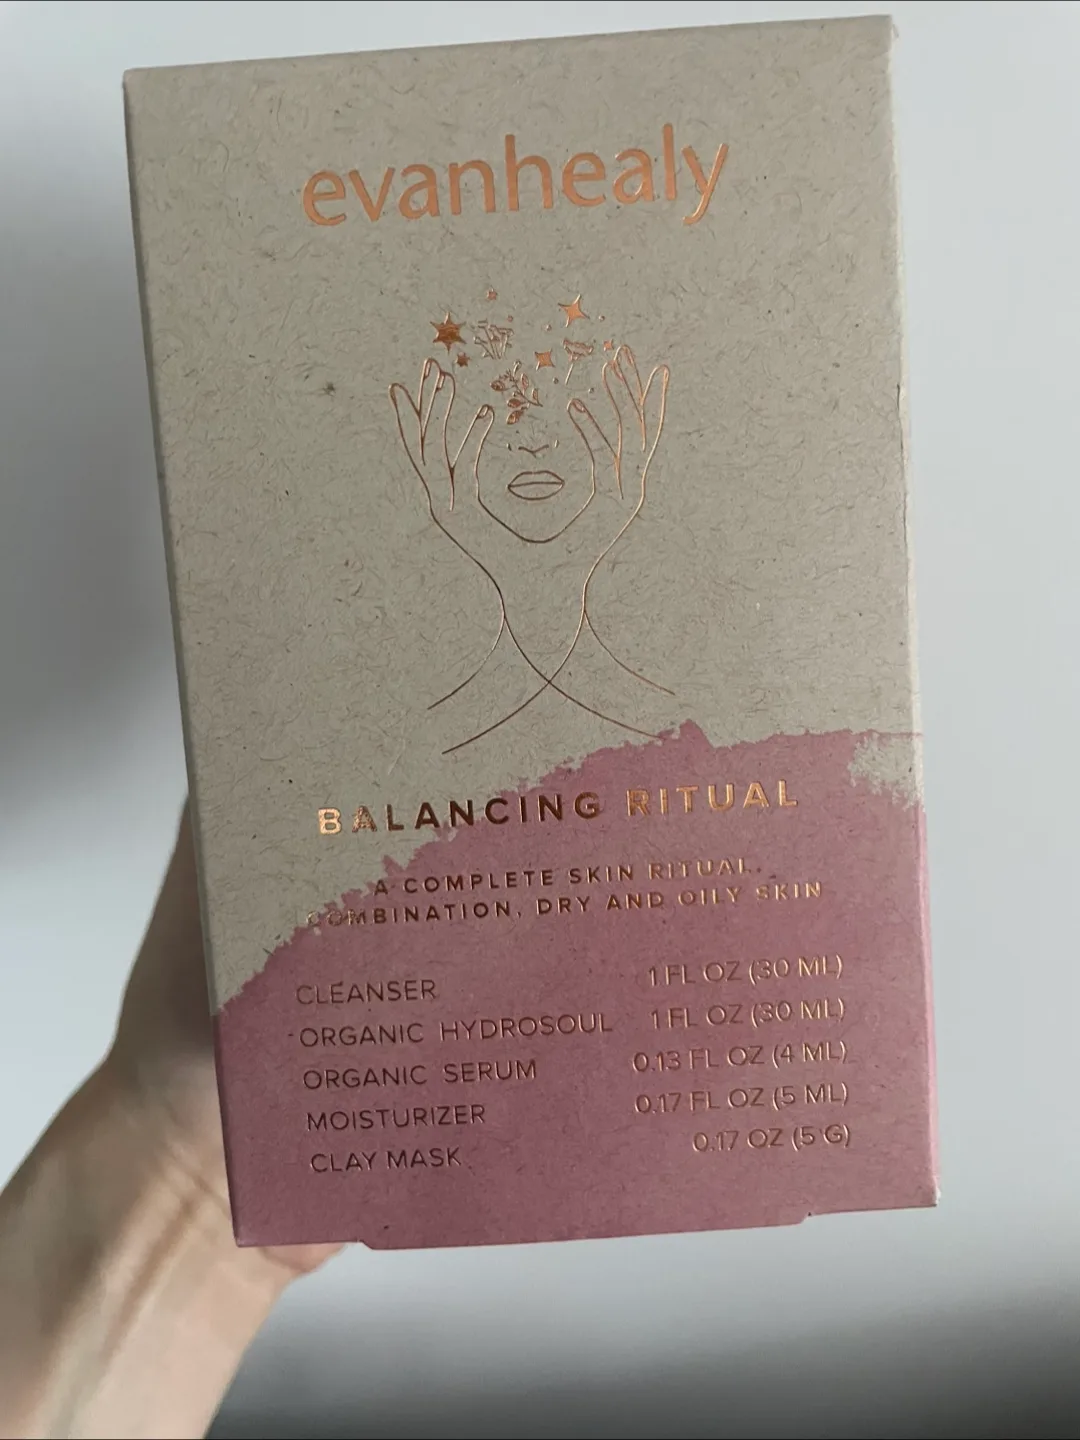 evanhealy
BALANCING RITUAL
A COMPLETE SKIN RITUAL.
COMBINATION, DRY AND OILY SKIN
CLEANSER 1 FL OZ (30 ML)
ORGANIC HYDROSOUL 1 FL OZ (30 ML)
ORGANIC SERUM 0.13 FL OZ (4 ML)
MOISTURIZER 0.17 FL OZ (5 ML)
CLAY MASK 0.17 OZ (5 G)